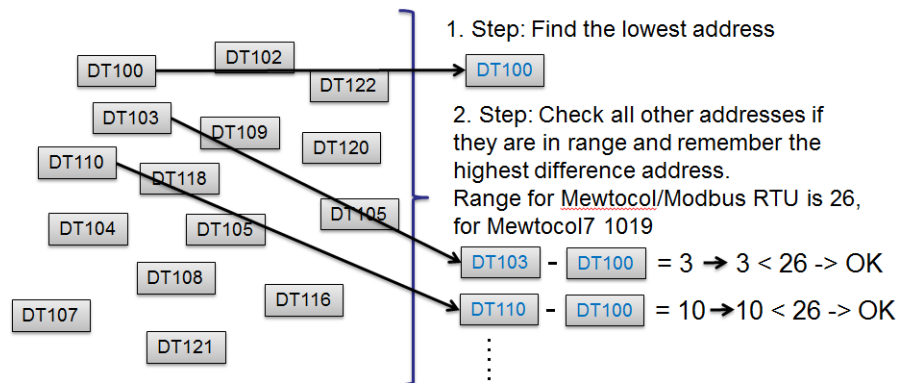 DT100
DT102
DT122
DT103
DT109
DT120
DT110
DT118
DT105
DT104
DT105
DT108
DT116
DT107
DT121
1. Step: Find the lowest address
DT100
2. Step: Check all other addresses if
they are in range and remember the
highest difference address.
Range for Mewtocol/Modbus RTU is 26,
for Mewtocol7 1019
DT103 - DT100 = 3 → 3 < 26 -> OK
DT110 - DT100 = 10 → 10 < 26 -> OK